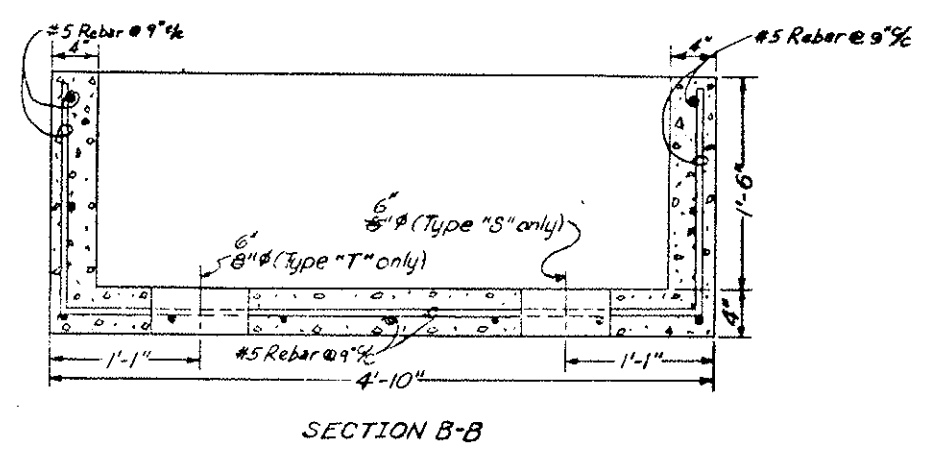 #5 Rebar @ 9" c/c
4"
4"
#5 Rebar @ 9" c/c
1'-6"
6"
8" ϕ (Type "S" only)
6"
8" ϕ (Type "T" only)
4"
#5 Rebar @ 9" c/c
1'-1"
1'-1"
4'-10"
SECTION B-B